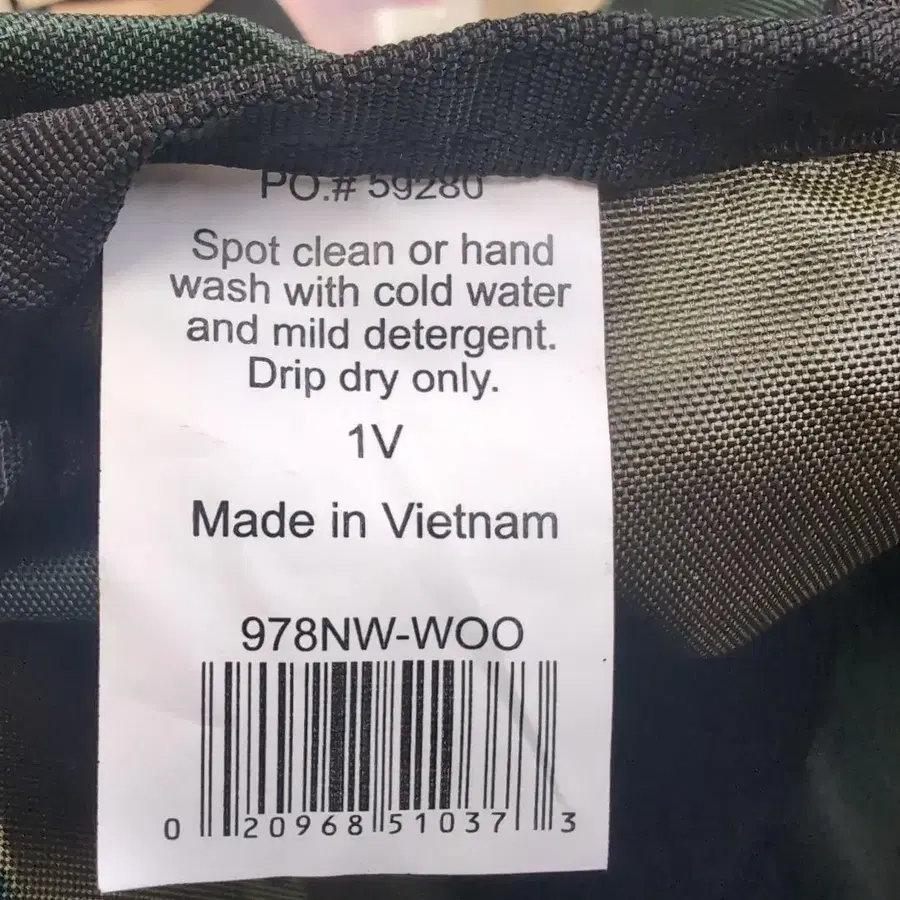 PO.# 59280
Spot clean or hand
wash with cold water
and mild detergent.
Drip dry only.
1V
Made in Vietnam
978NW-WOO
0 20968 51037 3